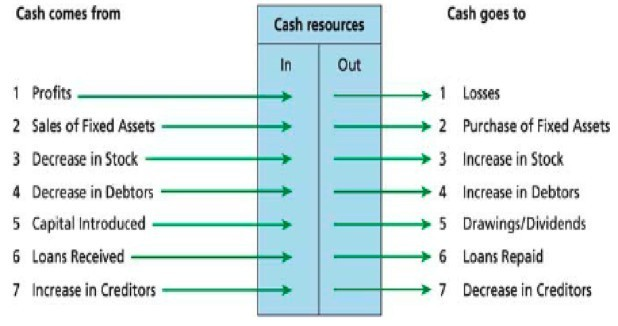 Cash comes from
Cash resources
Cash goes to
In
Out
1 Profits
1 Losses
2 Sales of Fixed Assets
2 Purchase of Fixed Assets
3 Decrease in Stock
3 Increase in Stock
4 Decrease in Debtors
4 Increase in Debtors
5 Capital Introduced
5 Drawings/Dividends
6 Loans Received
6 Loans Repaid
7 Increase in Creditors
7 Decrease in Creditors